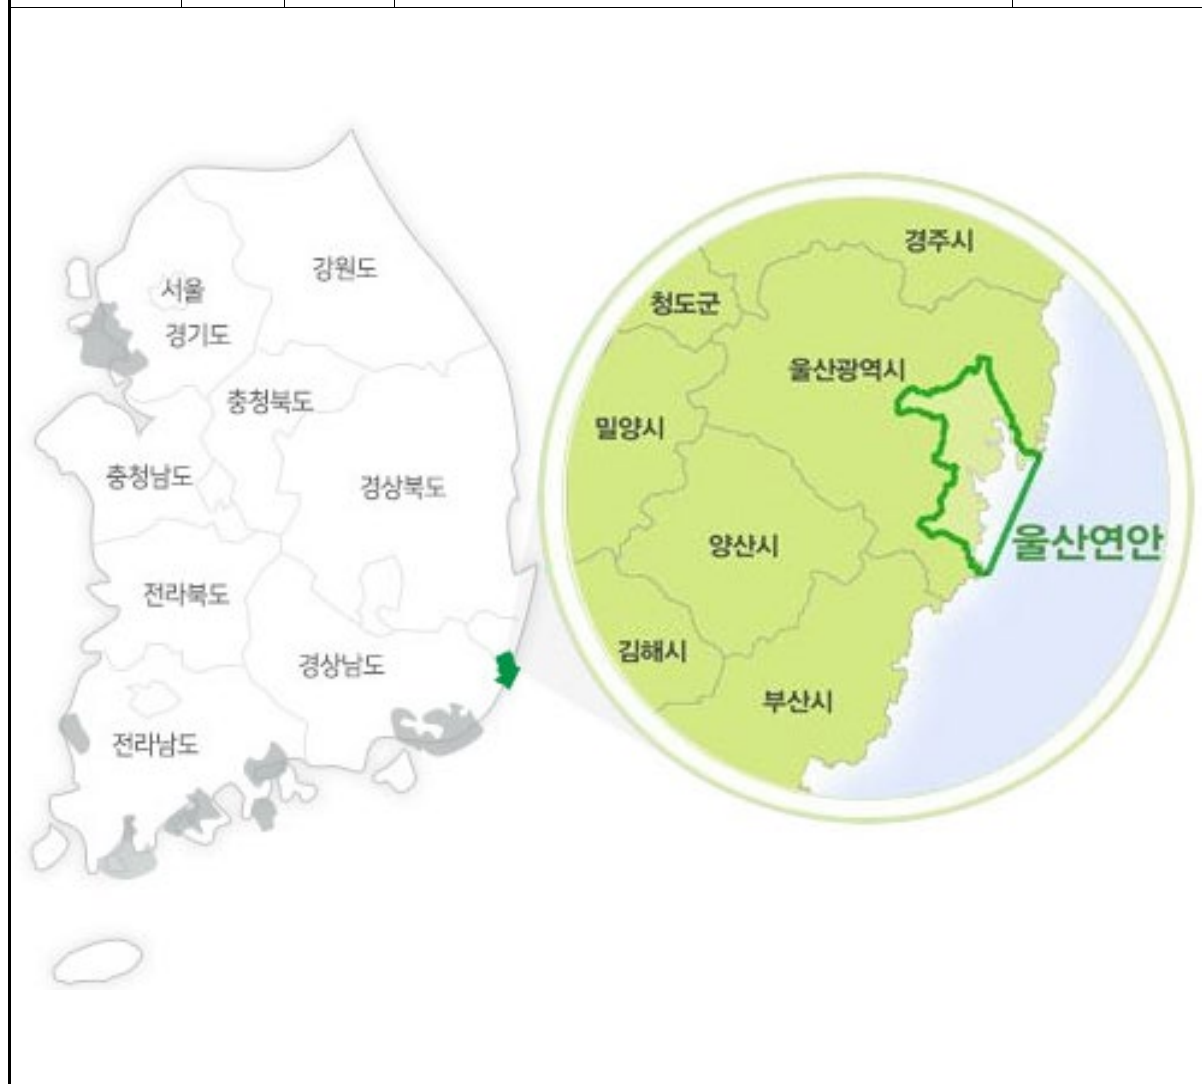 강원도
서울
경기도
충청북도
충청남도
경상북도
전라북도
경상남도
전라남도
경주시
청도군
울산광역시
밀양시
양산시
울산연안
김해시
부산시